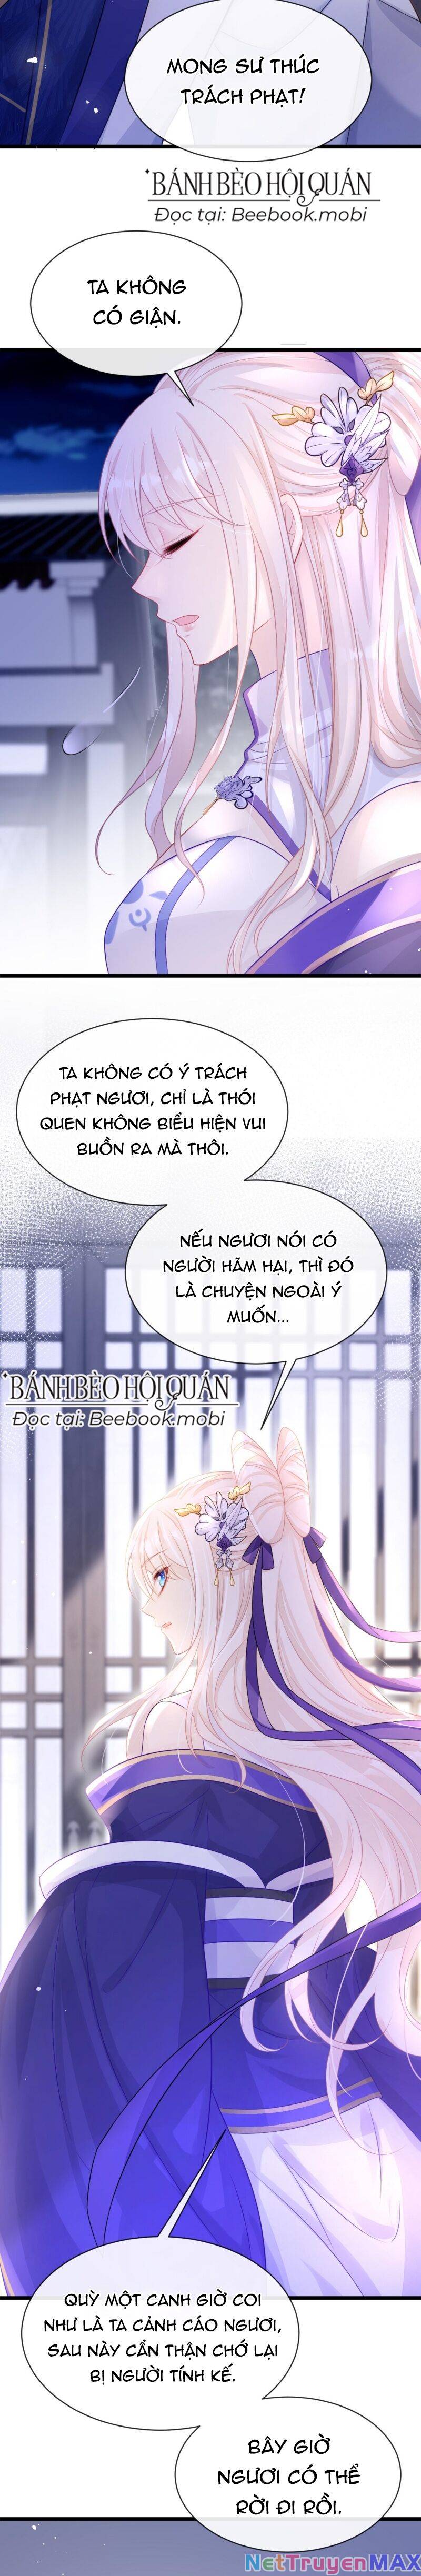 MONG SƯ THÚC
TRÁCH PHẠT!
BÁNH BÈO HỘI QUÁN
Đọc tại: Beebook.mobi
TA KHÔNG
CÓ GIẬN.
TA KHÔNG CÓ Ý TRÁCH
PHẠT NGƯƠI, CHỈ LÀ THÓI
QUEN KHÔNG BIỂU HIỆN VUI
BUỒN RA MÀ THÔI.
NẾU NGƯƠI NÓI CÓ
NGƯỜI HÃM HẠI, THÌ ĐÓ
LÀ CHUYỆN NGOÀI Ý
MUỐN...
BÁNH BÈO HỘI QUÁN
Đọc tại: Beebook.mobi
QUỲ MỘT CANH GIỜ COI
NHƯ LÀ TA CẢNH CÁO NGƯƠI,
SAU NÀY CẨN THẬN CHỚ LẠI
BỊ NGƯỜI TÍNH KẾ.
BÂY GIỜ
NGƯƠI CÓ THỂ
RỜI ĐI RỒI.
NetTruyenMAX